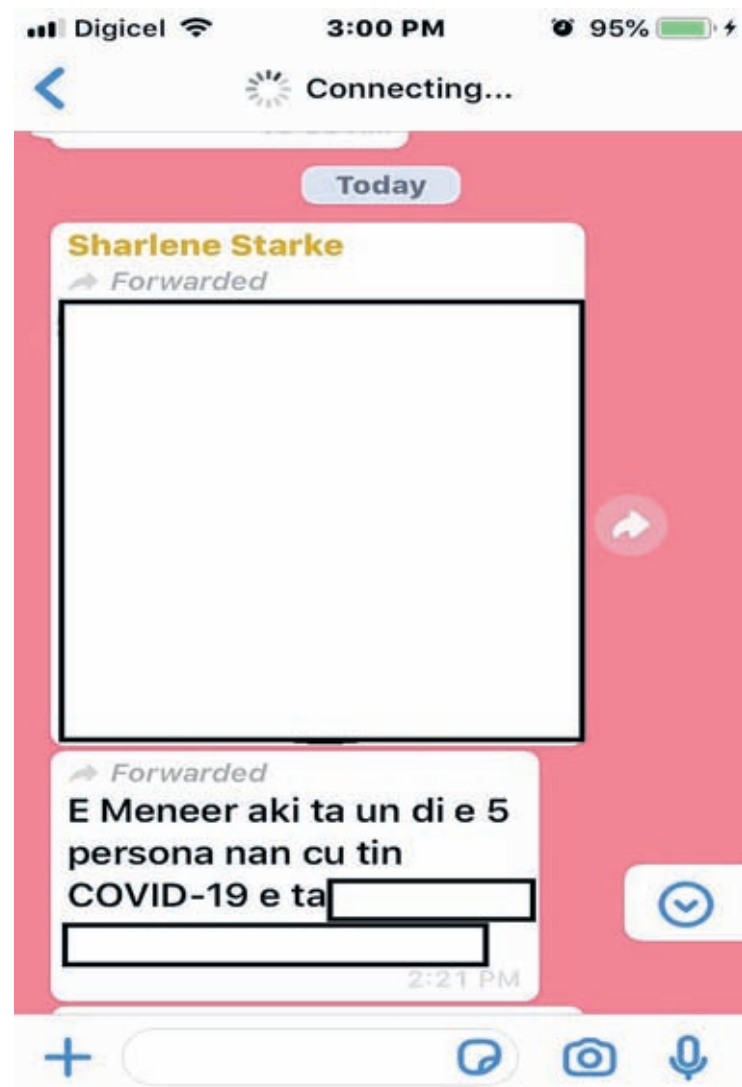 Digicel 3:00 PM 95%
Connecting...
Today
Sharlene Starke
Forwarded
Forwarded
E Meneer aki ta un di e 5
persona nan cu tin
COVID-19 e ta
2:21 PM